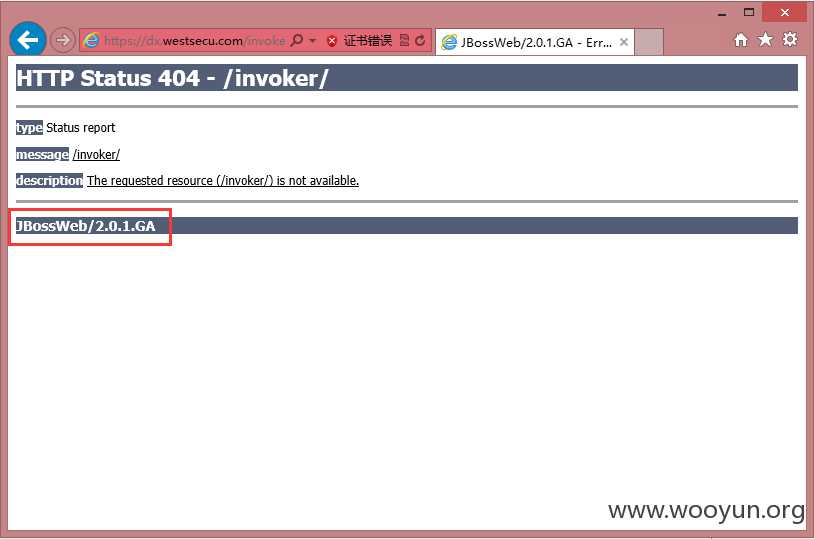 https://dx.westsecu.com/invoke
证书错误
JBossWeb/2.0.1.GA - Err...
HTTP Status 404 - /invoker/
type Status report
message /invoker/
description The requested resource (/invoker/) is not available.
JBossWeb/2.0.1.GA
www.wooyun.org